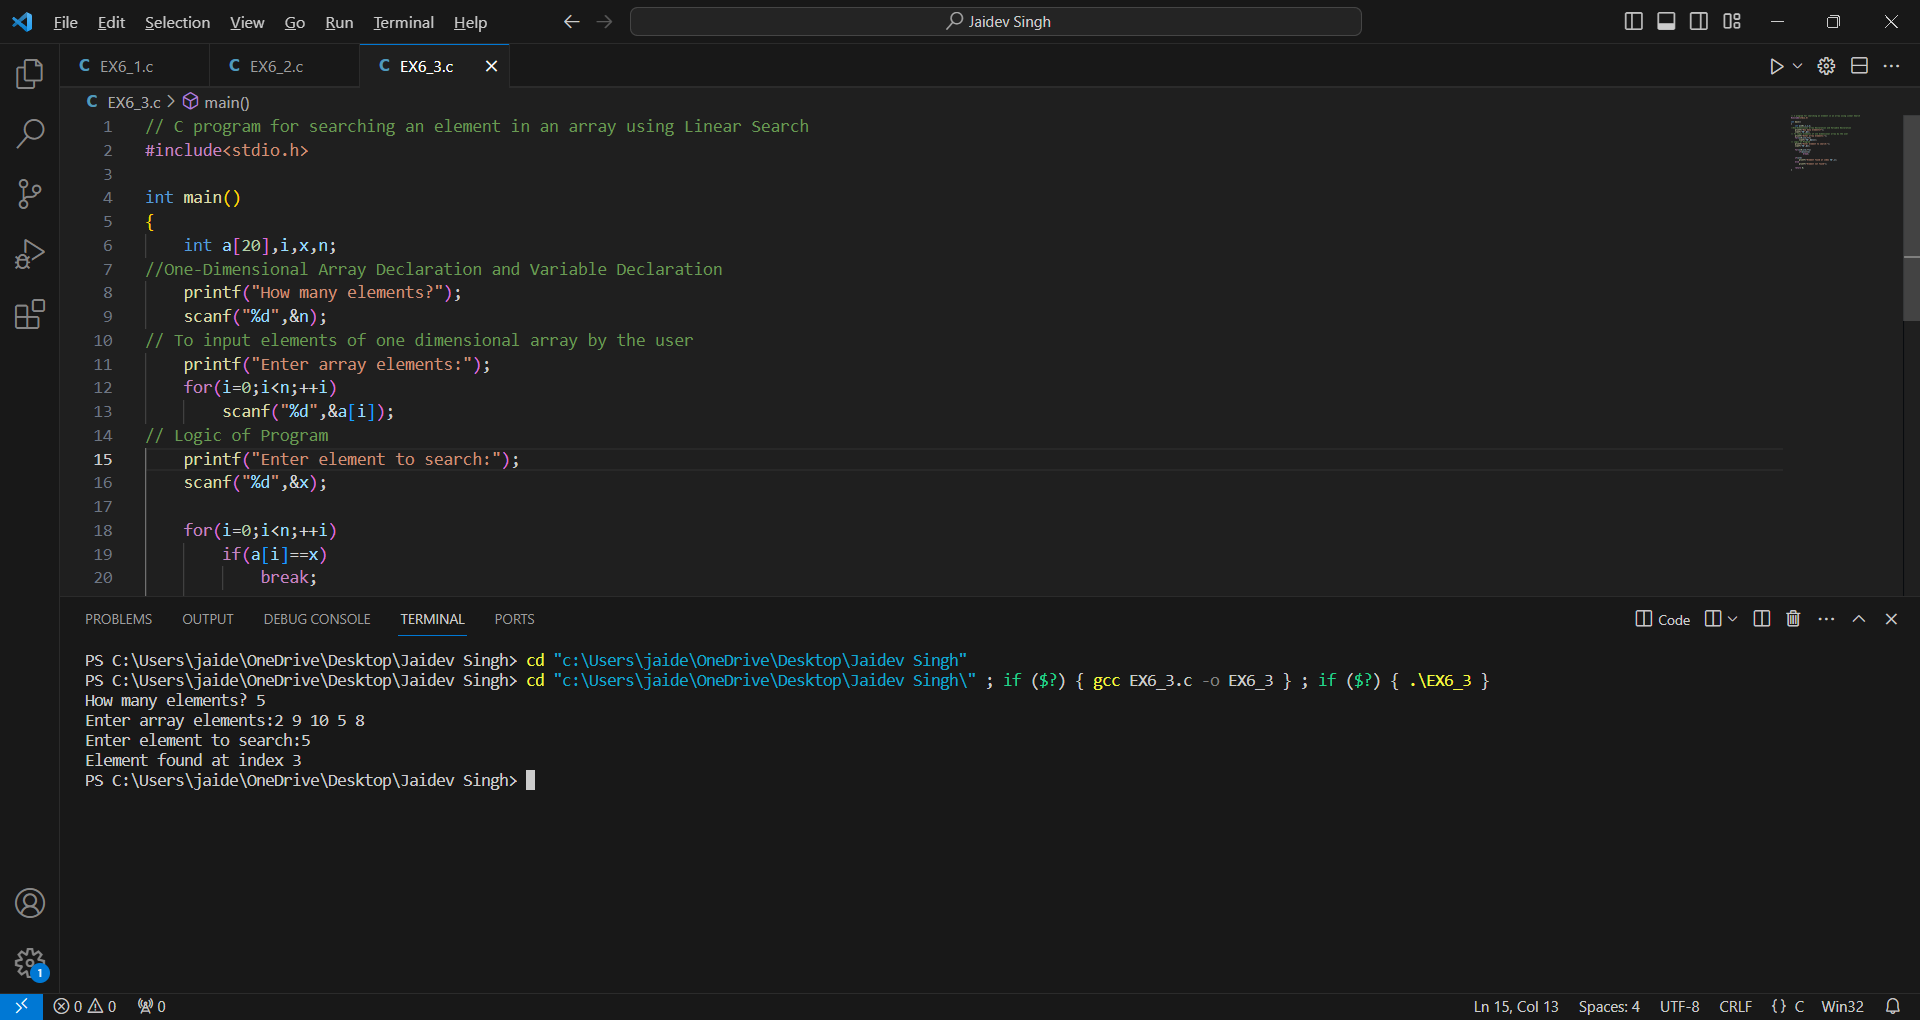 File Edit Selection View Go Run Terminal Help Jaidev Singh
C EX6_1.c C EX6_2.c C EX6_3.c
C EX6_3.c > main()
1 // C program for searching an element in an array using Linear Search
2 #include<stdio.h>
3
4 int main()
5 {
6 int a[20],i,x,n;
7 //One-Dimensional Array Declaration and Variable Declaration
8 printf("How many elements?");
9 scanf("%d",&n);
10 // To input elements of one dimensional array by the user
11 printf("Enter array elements:");
12 for(i=0;i<n;++i)
13 scanf("%d",&a[i]);
14 // Logic of Program
15 printf("Enter element to search:");
16 scanf("%d",&x);
17
18 for(i=0;i<n;++i)
19 if(a[i]==x)
20 break;
PROBLEMS OUTPUT DEBUG CONSOLE TERMINAL PORTS Code
PS C:\Users\jaide\OneDrive\Desktop\Jaidev Singh> cd "c:\Users\jaide\OneDrive\Desktop\Jaidev Singh"
PS C:\Users\jaide\OneDrive\Desktop\Jaidev Singh> cd "c:\Users\jaide\OneDrive\Desktop\Jaidev Singh\" ; if ($?) { gcc EX6_3.c -o EX6_3 } ; if ($?) { .\EX6_3 }
How many elements? 5
Enter array elements:2 9 10 5 8
Enter element to search:5
Element found at index 3
PS C:\Users\jaide\OneDrive\Desktop\Jaidev Singh>
1
0 0 0 Ln 15, Col 13 Spaces: 4 UTF-8 CRLF {} C Win32